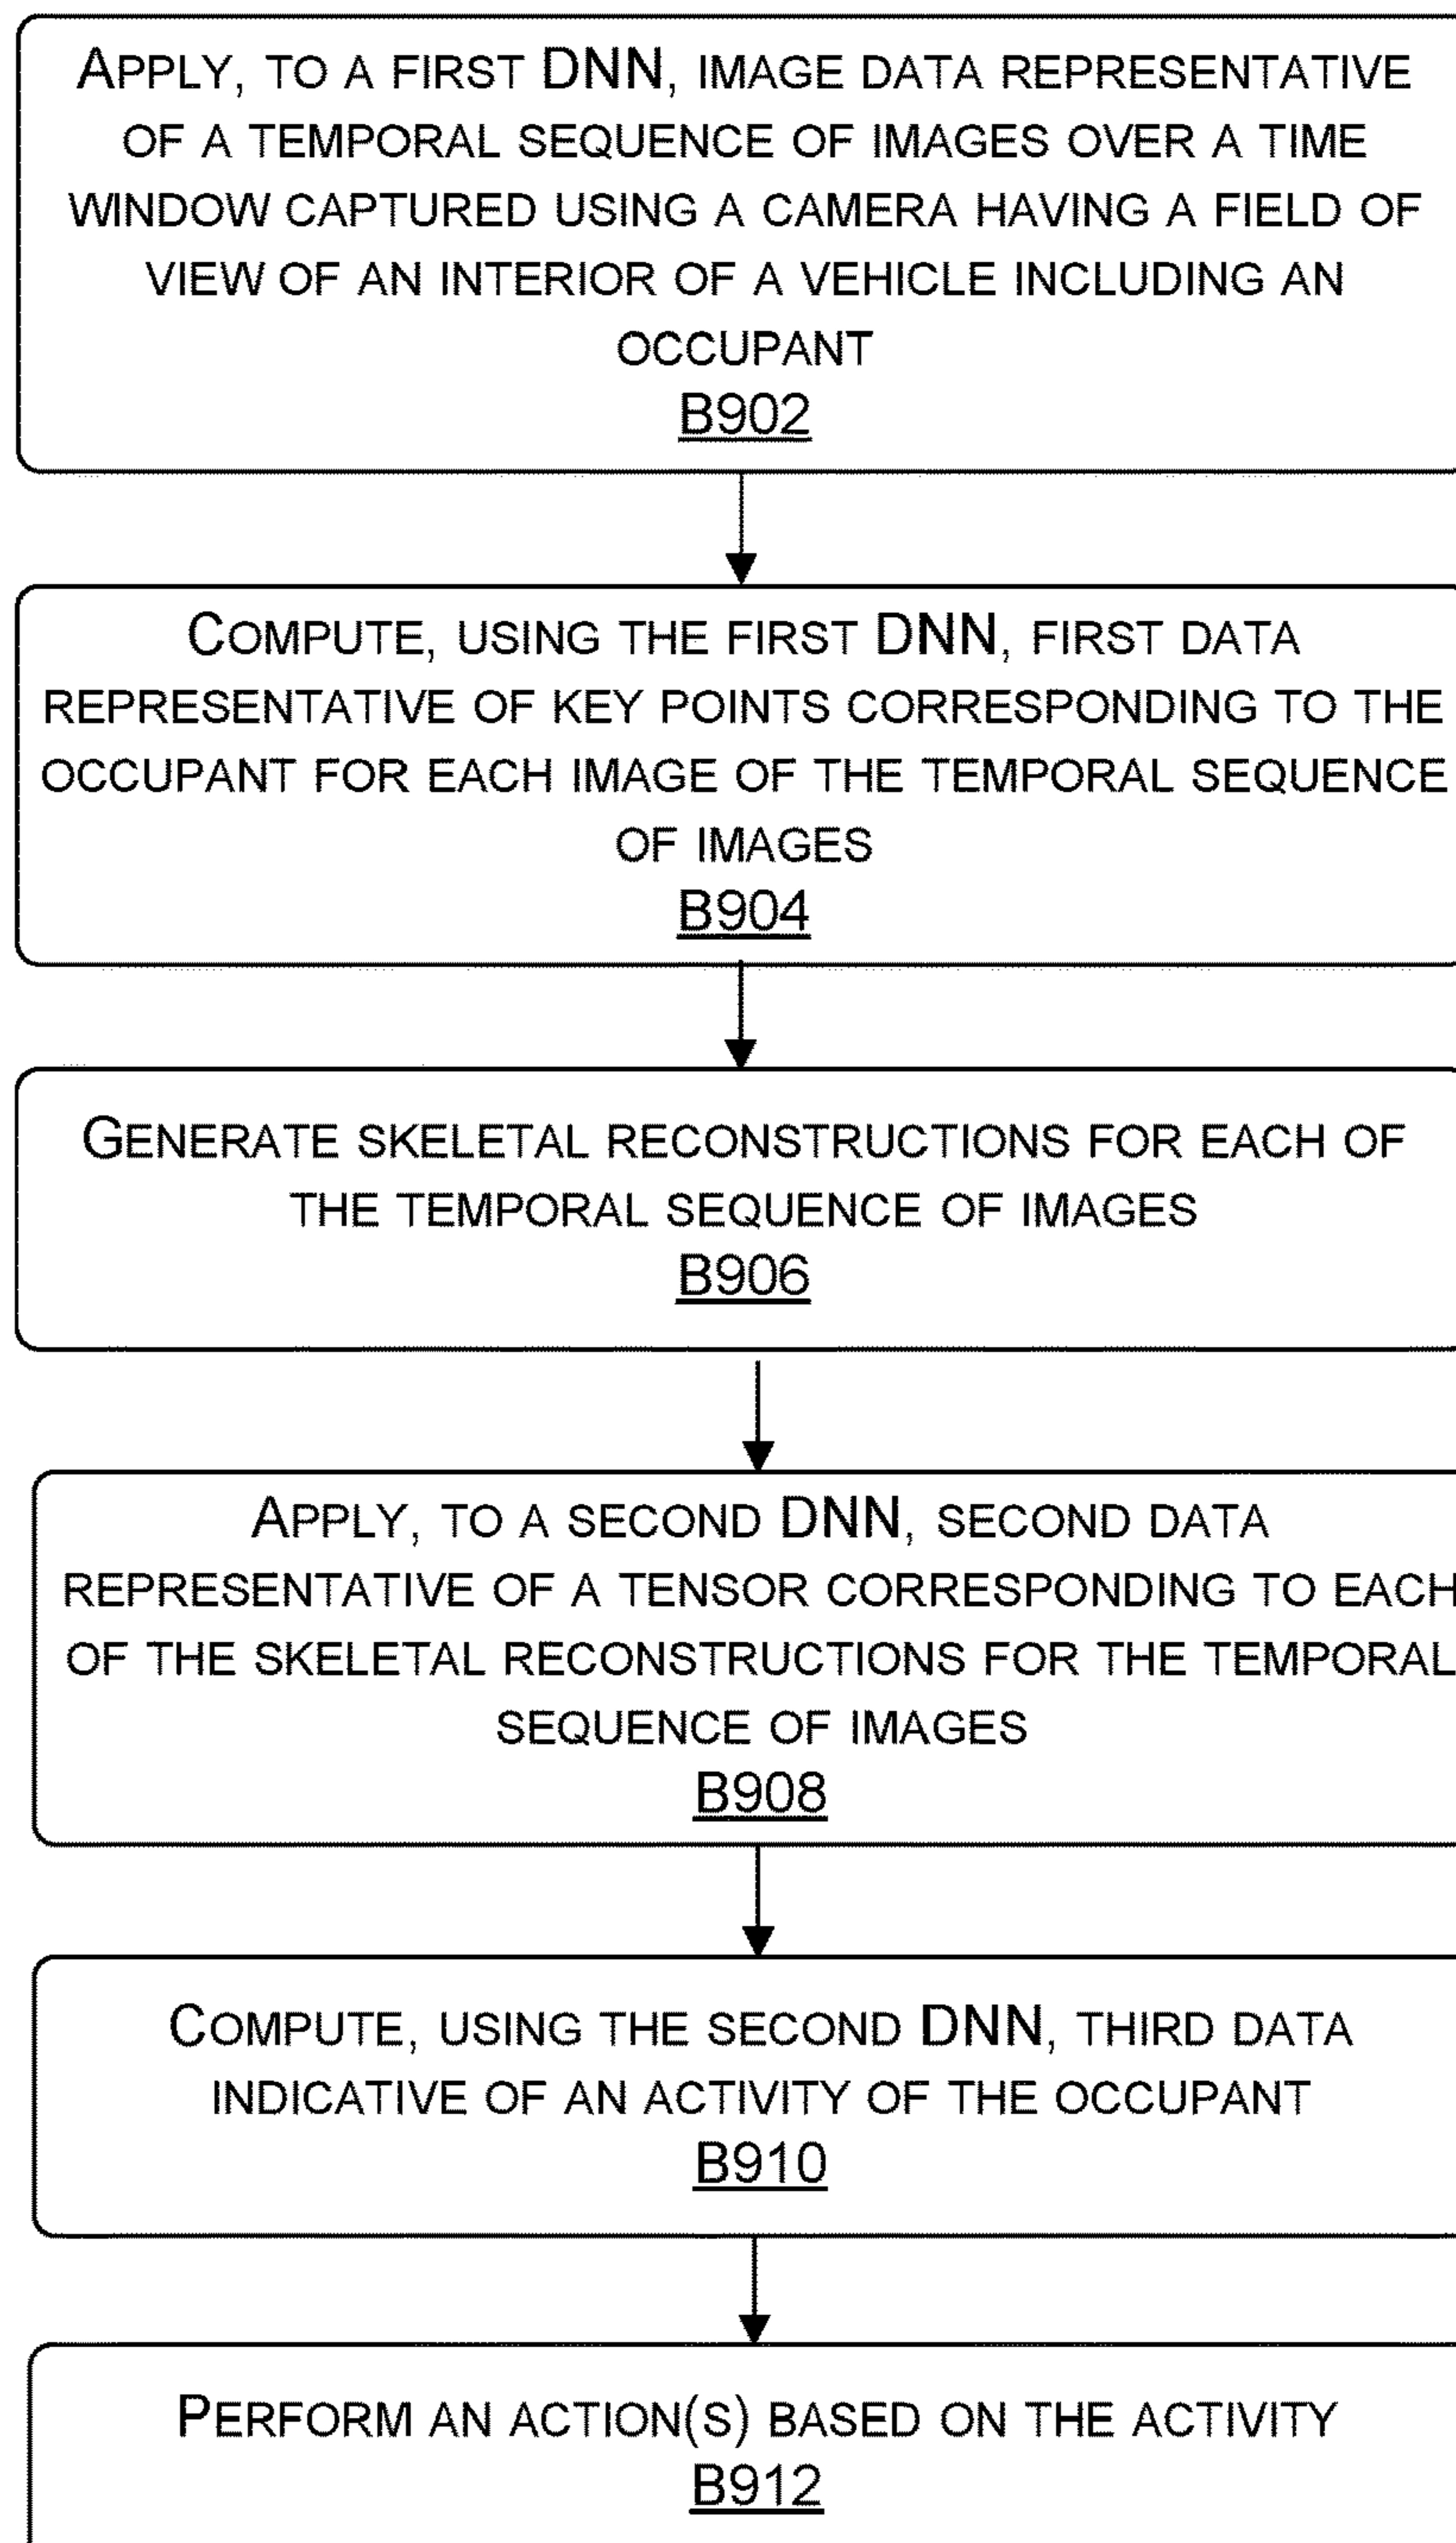 APPLY, TO A FIRST DNN, IMAGE DATA REPRESENTATIVE
OF A TEMPORAL SEQUENCE OF IMAGES OVER A TIME
WINDOW CAPTURED USING A CAMERA HAVING A FIELD OF
VIEW OF AN INTERIOR OF A VEHICLE INCLUDING AN
OCCUPANT
B902
COMPUTE, USING THE FIRST DNN, FIRST DATA
REPRESENTATIVE OF KEY POINTS CORRESPONDING TO THE
OCCUPANT FOR EACH IMAGE OF THE TEMPORAL SEQUENCE
OF IMAGES
B904
GENERATE SKELETAL RECONSTRUCTIONS FOR EACH OF
THE TEMPORAL SEQUENCE OF IMAGES
B906
APPLY, TO A SECOND DNN, SECOND DATA
REPRESENTATIVE OF A TENSOR CORRESPONDING TO EACH
OF THE SKELETAL RECONSTRUCTIONS FOR THE TEMPORAL
SEQUENCE OF IMAGES
B908
COMPUTE, USING THE SECOND DNN, THIRD DATA
INDICATIVE OF AN ACTIVITY OF THE OCCUPANT
B910
PERFORM AN ACTION(S) BASED ON THE ACTIVITY
B912